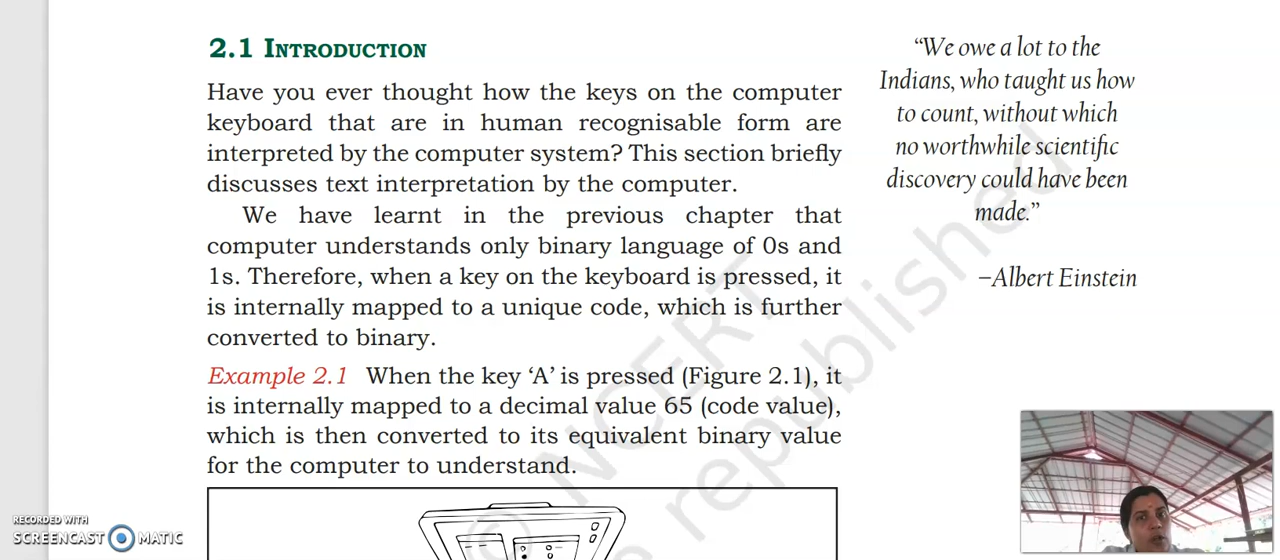 2.1 INTRODUCTION
Have you ever thought how the keys on the computer
keyboard that are in human recognisable form are
interpreted by the computer system? This section briefly
discusses text interpretation by the computer.
We have learnt in the previous chapter that
computer understands only binary language of 0s and
1s. Therefore, when a key on the keyboard is pressed, it
is internally mapped to a unique code, which is further
converted to binary.
Example 2.1 When the key ‘A’ is pressed (Figure 2.1), it
is internally mapped to a decimal value 65 (code value),
which is then converted to its equivalent binary value
for the computer to understand.
“We owe a lot to the
Indians, who taught us how
to count, without which
no worthwhile scientific
discovery could have been
made.”
–Albert Einstein
© NCERT
republished
RECORDED WITH
SCREENCAST MATIC